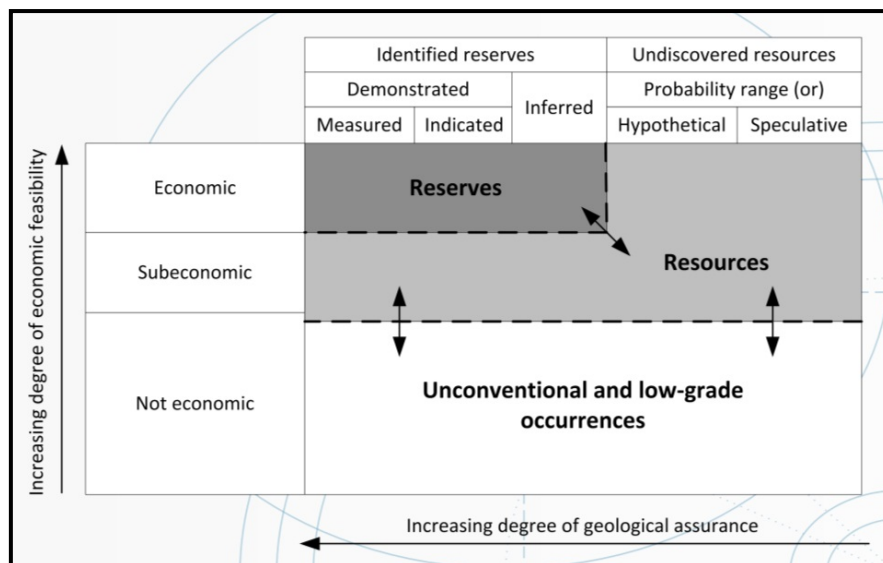 Identified reserves
Undiscovered resources
Demonstrated
Inferred
Probability range (or)
Measured
Indicated
Hypothetical
Speculative
Increasing degree of economic feasibility
Economic
Reserves
Subeconomic
Resources
Not economic
Unconventional and low-grade
occurrences
Increasing degree of geological assurance